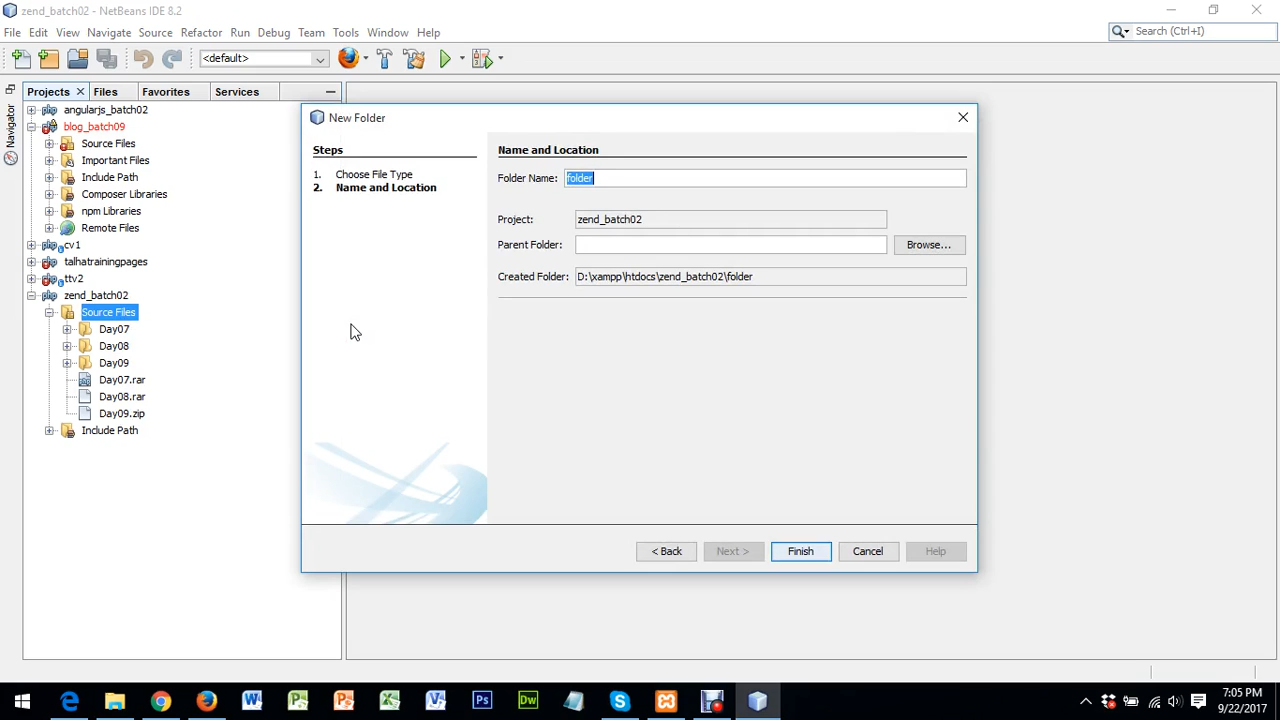 zend_batch02 - NetBeans IDE 8.2
File Edit View Navigate Source Refactor Run Debug Team Tools Window Help
Search (Ctrl+I)
<default>
Projects Files Favorites Services
Navigator
angularjs_batch02
blog_batch09
Source Files
Important Files
Include Path
Composer Libraries
npm Libraries
Remote Files
cv1
talhatrainingpages
ttv2
zend_batch02
Source Files
Day07
Day08
Day09
Day07.rar
Day08.rar
Day09.zip
Include Path
New Folder
Steps
1. Choose File Type
2. Name and Location
Name and Location
Folder Name: folder
Project: zend_batch02
Parent Folder:
Browse...
Created Folder: D:\xampp\htdocs\zend_batch02\folder
< Back Next > Finish Cancel Help
7:05 PM
9/22/2017